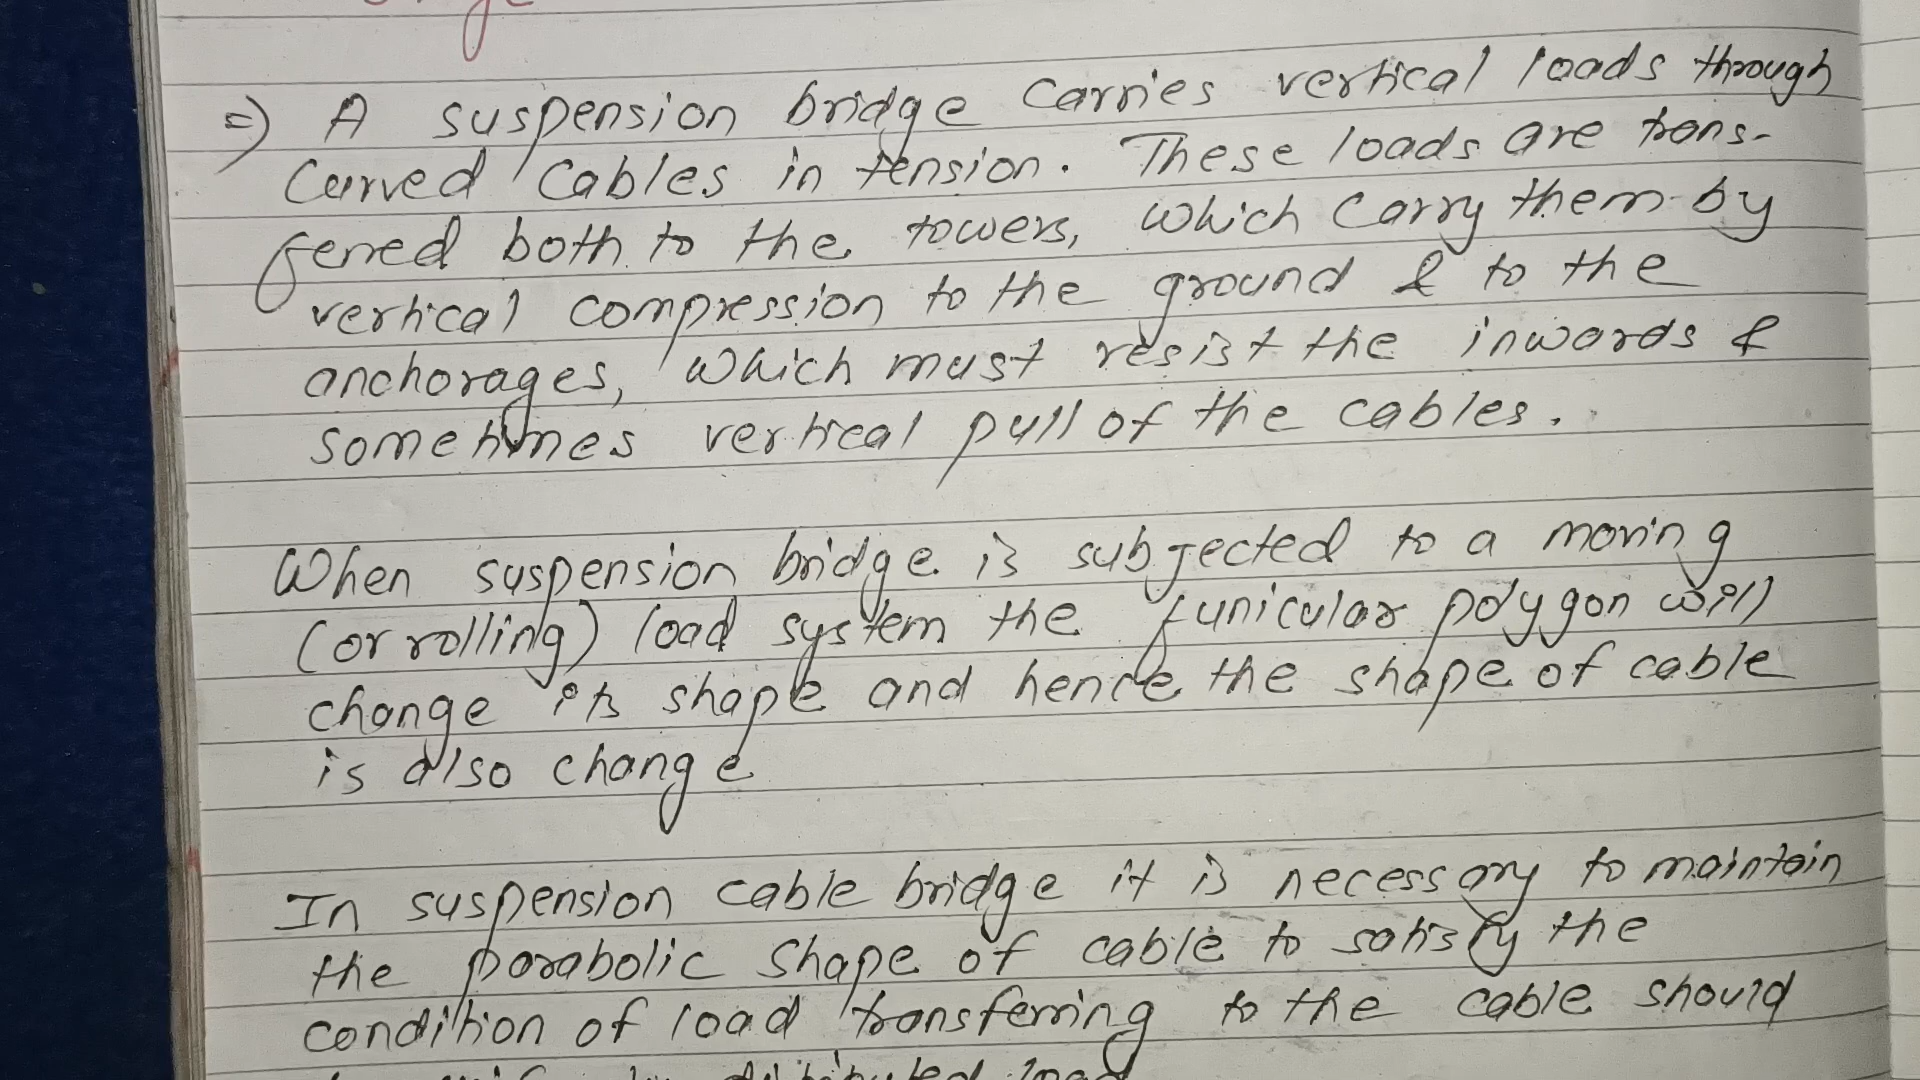 =) A suspension bridge carries vertical loads through
curved cables in tension. These loads are trans-
ferred both to the towers, which carry them by
vertical compression to the ground & to the
anchorages, which must resist the inwards &
sometimes vertical pull of the cables.
When suspension bridge is subjected to a moving
(or rolling) load system the funicular polygon will
change its shape and hence the shape of cable
is also change
In suspension cable bridge it is necessary to maintain
the parabolic shape of cable to satisfy the
condition of load transferring to the cable should
distributed load